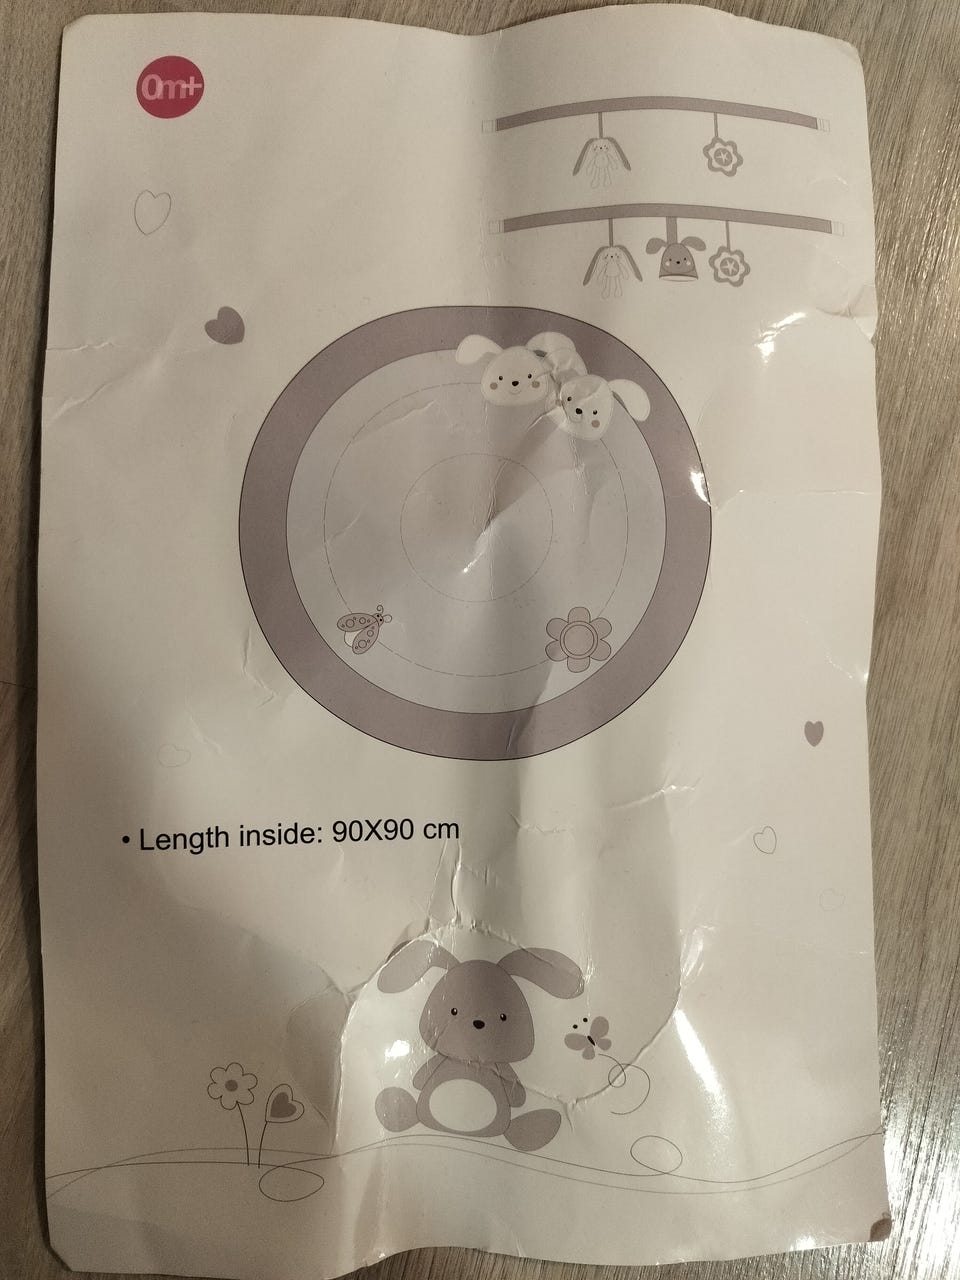 0m+
• Length inside: 90X90 cm